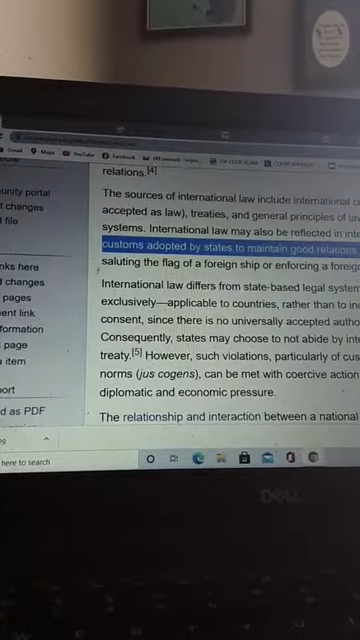 Gmail Maps YouTube Facebook ZIP CODE SCAM
relations.[4]
The sources of international law include international
accepted as law), treaties, and general principles of
systems. International law may also be reflected in
customs adopted by states to maintain good relations
saluting the flag of a foreign ship or enforcing a foreig
International law differs from state-based legal system
exclusively—applicable to countries, rather than to
consent, since there is no universally accepted autho
Consequently, states may choose to not abide by
treaty.[5] However, such violations, particularly of cus
norms (jus cogens), can be met with coercive action
diplomatic and economic pressure.
The relationship and interaction between a national
unity portal
t changes
d file
nks here
d changes
pages
ent link
formation
page
item
port
d as PDF
here to search
DELL